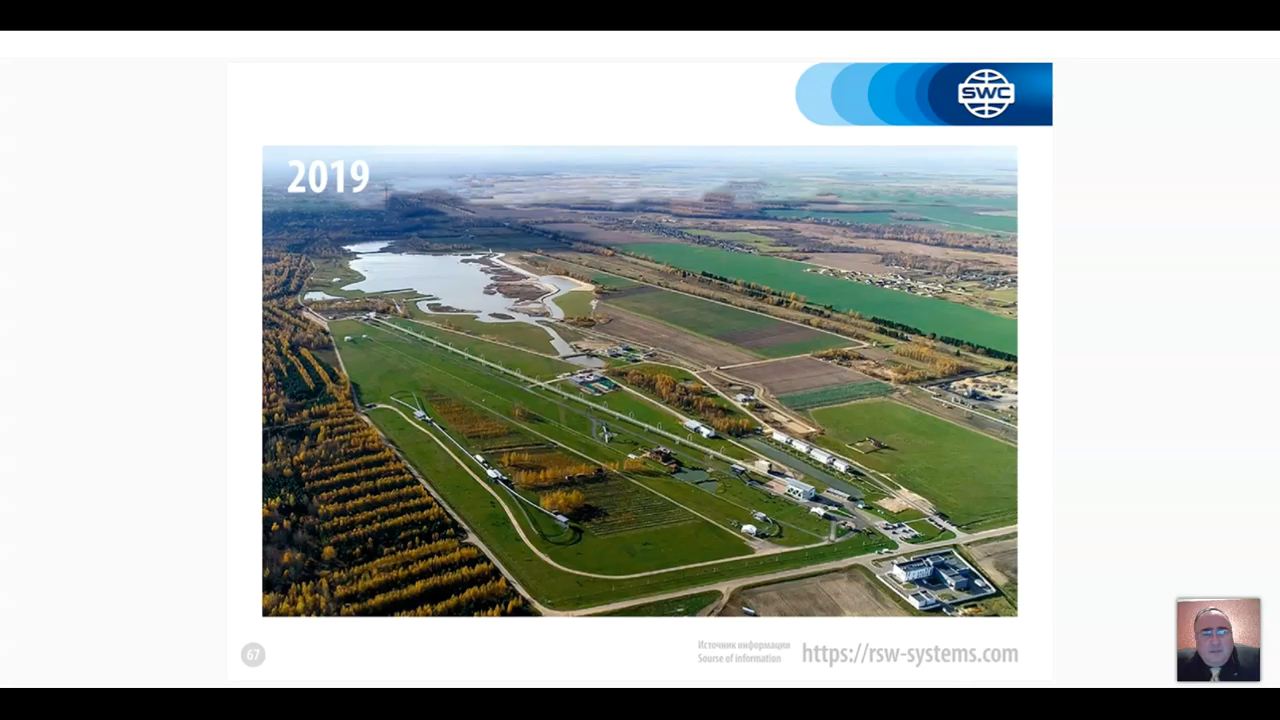 SWC
2019
67
Источник информации
Sourse of information
https://rsw-systems.com